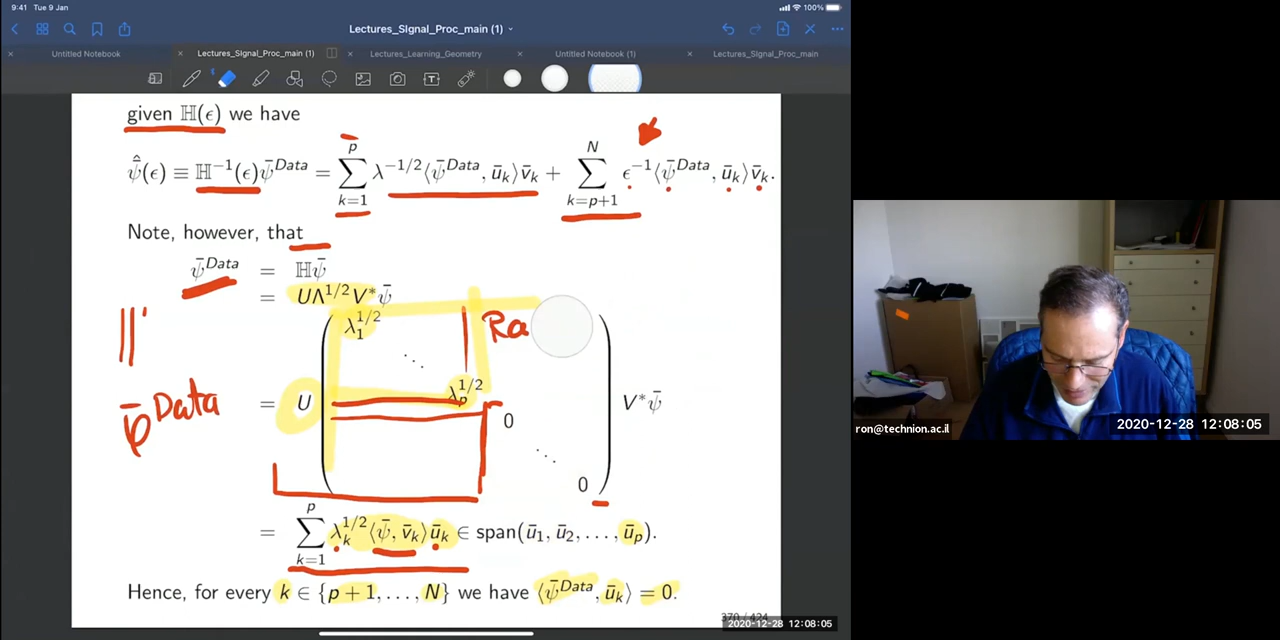 9:41 Tue 9 Jan
100%
Lectures_SIgnal_Proc_main (1)
Untitled Notebook
Lectures_SIgnal_Proc_main (1)
Lectures_Learning_Geometry
Untitled Notebook (1)
Lectures_SIgnal_Proc_main
given ℍ(ϵ) we have
ψ̄̂(ϵ) ≡ ℍ⁻¹(ϵ)ψ̄^Data = ∑_{k=1}^{p} λ^{-1/2}⟨ψ̄^Data, ū_k⟩v̄_k + ∑_{k=p+1}^{N} ϵ⁻¹⟨ψ̄^Data, ū_k⟩v̄_k.
Note, however, that
ψ̄^Data = ℍψ̄
= UΛ^{1/2}V*ψ̄
λ_1^{1/2}
Ra
⋱
λ_p^{1/2}
φ̄^Data
= U ( 0 ) V*ψ̄
⋱
0
= ∑_{k=1}^{p} λ_k^{1/2}⟨ψ̄, v̄_k⟩ū_k ∈ span(ū_1, ū_2, …, ū_p).
Hence, for every k ∈ {p + 1, …, N} we have ⟨ψ̄^Data, ū_k⟩ = 0.
370 / 424
2020-12-28 12:08:05
ron@technion.ac.il
2020-12-28 12:08:05